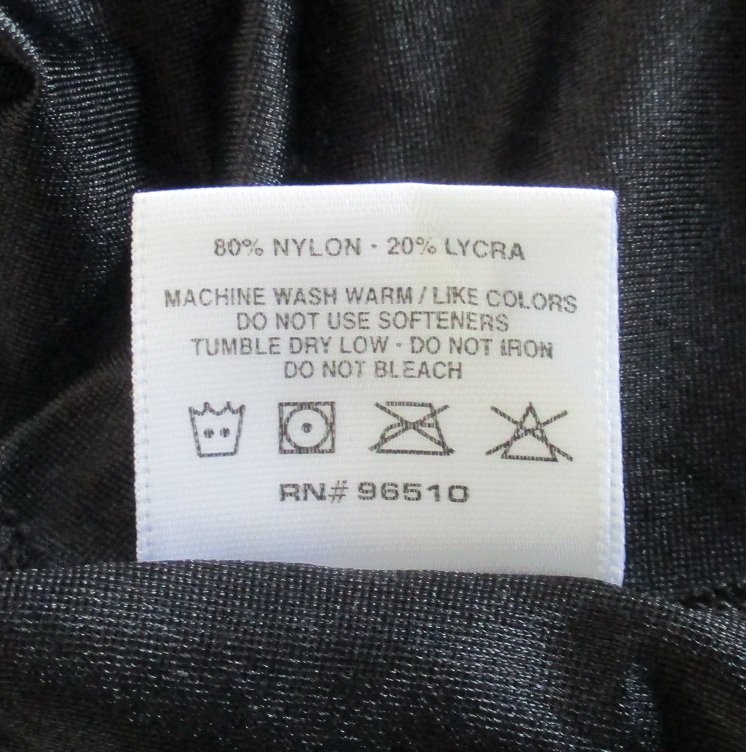 80% NYLON · 20% LYCRA
MACHINE WASH WARM / LIKE COLORS
DO NOT USE SOFTENERS
TUMBLE DRY LOW · DO NOT IRON
DO NOT BLEACH
RN# 96510